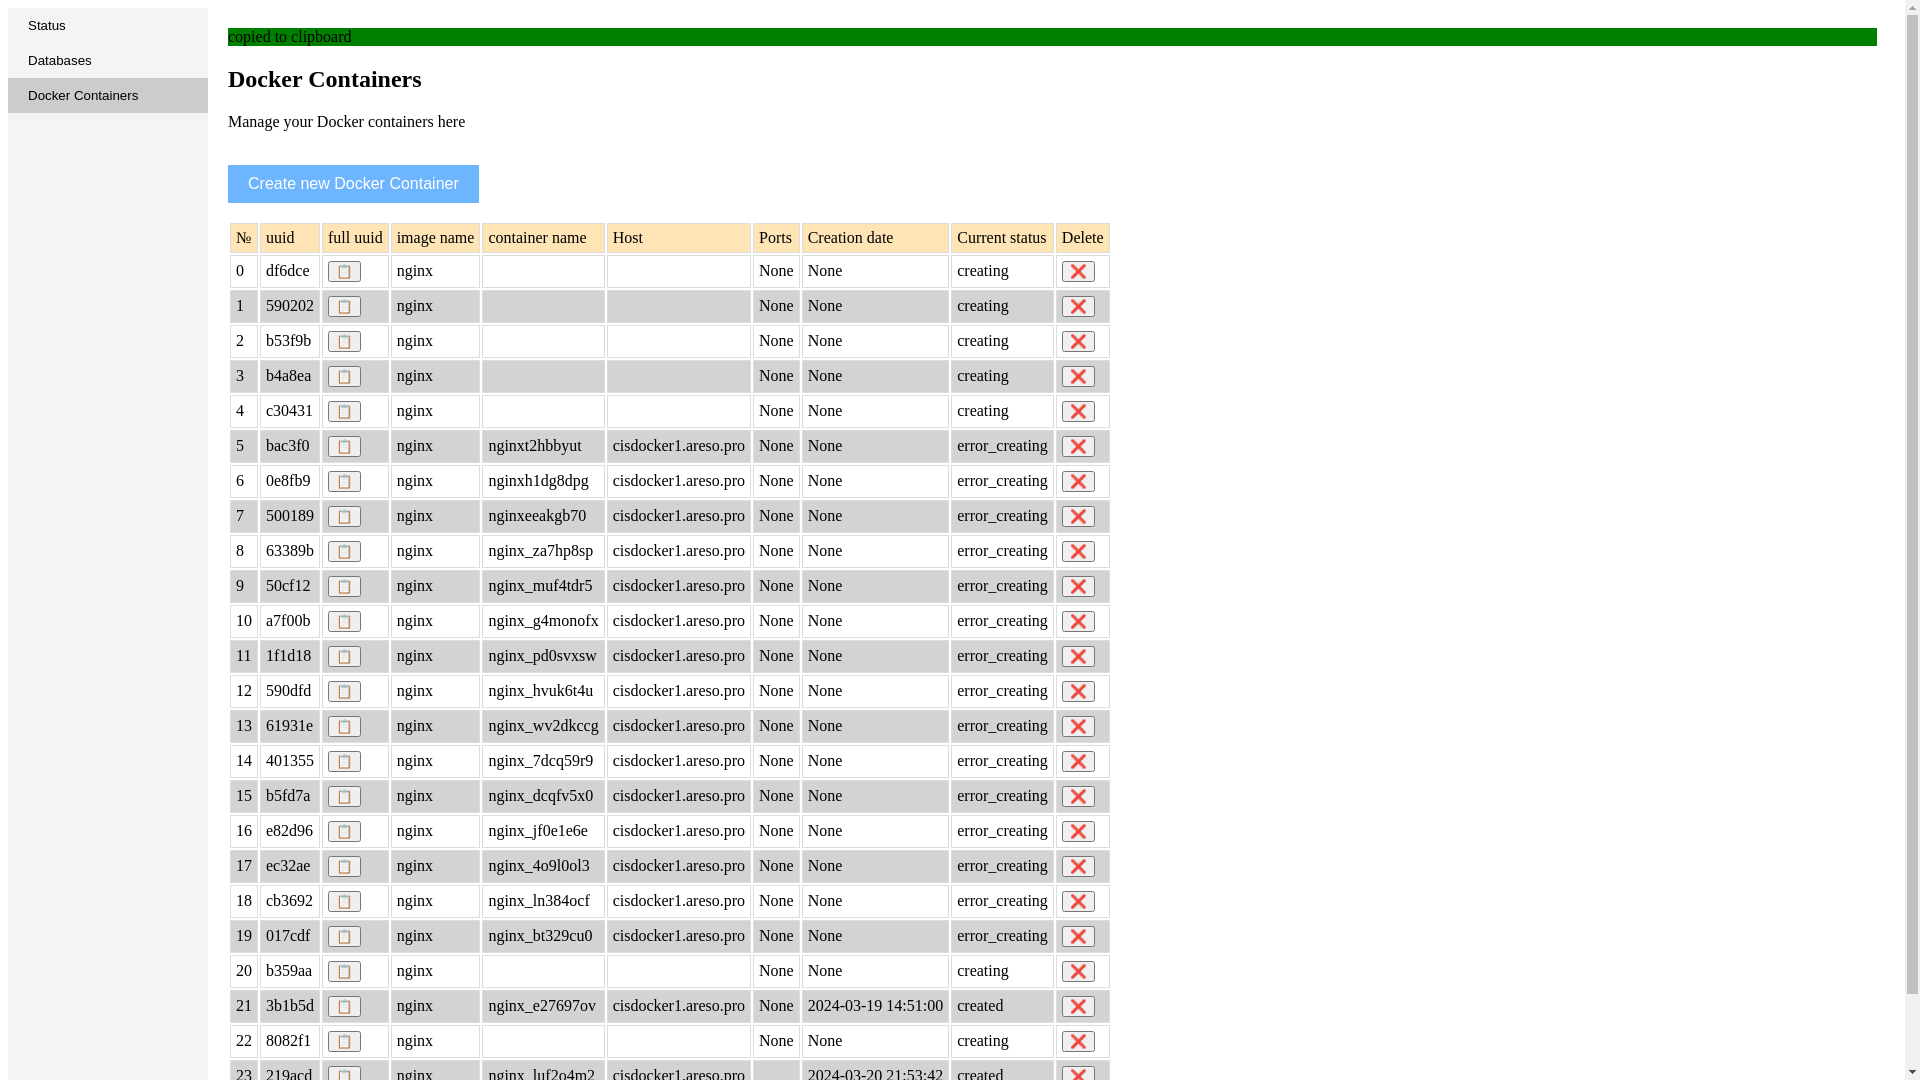 Status
Databases
Docker Containers
copied to clipboard
Docker Containers
Manage your Docker containers here
Create new Docker Container
№ uuid full uuid image name container name Host Ports Creation date Current status Delete
0 df6dce nginx None None creating
1 590202 nginx None None creating
2 b53f9b nginx None None creating
3 b4a8ea nginx None None creating
4 c30431 nginx None None creating
5 bac3f0 nginx nginxt2hbbyut cisdocker1.areso.pro None None error_creating
6 0e8fb9 nginx nginxh1dg8dpg cisdocker1.areso.pro None None error_creating
7 500189 nginx nginxeeakgb70 cisdocker1.areso.pro None None error_creating
8 63389b nginx nginx_za7hp8sp cisdocker1.areso.pro None None error_creating
9 50cf12 nginx nginx_muf4tdr5 cisdocker1.areso.pro None None error_creating
10 a7f00b nginx nginx_g4monofx cisdocker1.areso.pro None None error_creating
11 1f1d18 nginx nginx_pd0svxsw cisdocker1.areso.pro None None error_creating
12 590dfd nginx nginx_hvuk6t4u cisdocker1.areso.pro None None error_creating
13 61931e nginx nginx_wv2dkccg cisdocker1.areso.pro None None error_creating
14 401355 nginx nginx_7dcq59r9 cisdocker1.areso.pro None None error_creating
15 b5fd7a nginx nginx_dcqfv5x0 cisdocker1.areso.pro None None error_creating
16 e82d96 nginx nginx_jf0e1e6e cisdocker1.areso.pro None None error_creating
17 ec32ae nginx nginx_4o9l0ol3 cisdocker1.areso.pro None None error_creating
18 cb3692 nginx nginx_ln384ocf cisdocker1.areso.pro None None error_creating
19 017cdf nginx nginx_bt329cu0 cisdocker1.areso.pro None None error_creating
20 b359aa nginx None None creating
21 3b1b5d nginx nginx_e27697ov cisdocker1.areso.pro None 2024-03-19 14:51:00 created
22 8082f1 nginx None None creating
23 219acd nginx nginx_luf2o4m2 cisdocker1.areso.pro 2024-03-20 21:53:42 created